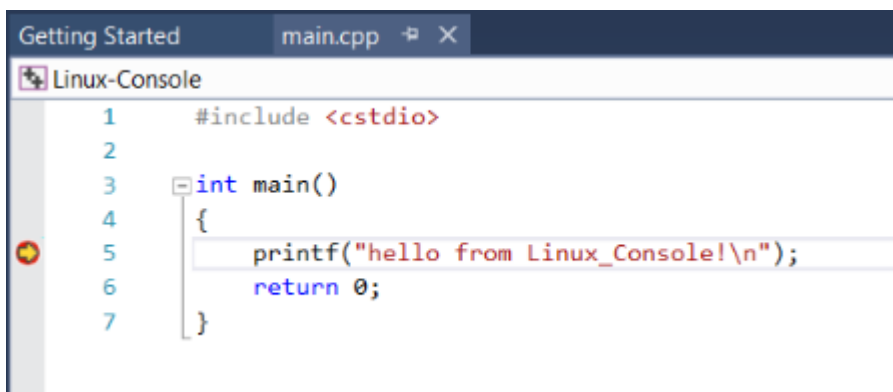 Getting Started main.cpp
Linux-Console
1 #include <cstdio>
2
3 int main()
4 {
5 printf("hello from Linux_Console!\n");
6 return 0;
7 }